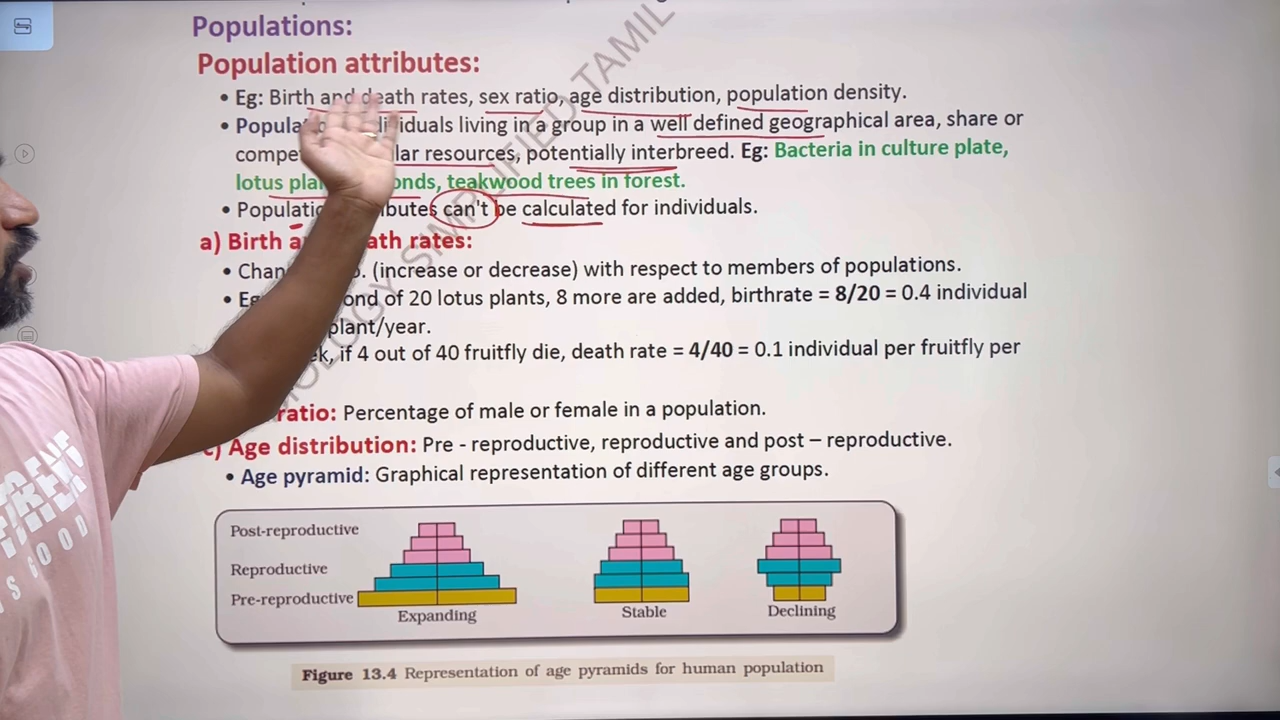 Populations:
Population attributes:
• Eg: Birth and death rates, sex ratio, age distribution, population density.
• Popula iduals living in a group in a well defined geographical area, share or
compe lar resources, potentially interbreed. Eg: Bacteria in culture plate,
lotus pla onds, teakwood trees in forest.
• Populatio ibutes can't be calculated for individuals.
a) Birth a ath rates:
• Chan . (increase or decrease) with respect to members of populations.
• Eg ond of 20 lotus plants, 8 more are added, birthrate = 8/20 = 0.4 individual
plant/year.
ek, if 4 out of 40 fruitfly die, death rate = 4/40 = 0.1 individual per fruitfly per
ratio: Percentage of male or female in a population.
c) Age distribution: Pre - reproductive, reproductive and post – reproductive.
• Age pyramid: Graphical representation of different age groups.
Post-reproductive
Reproductive
Pre-reproductive
Expanding Stable Declining
Figure 13.4 Representation of age pyramids for human population
BIOLOGY SIMPLIFIED TAMIL
S GOOD